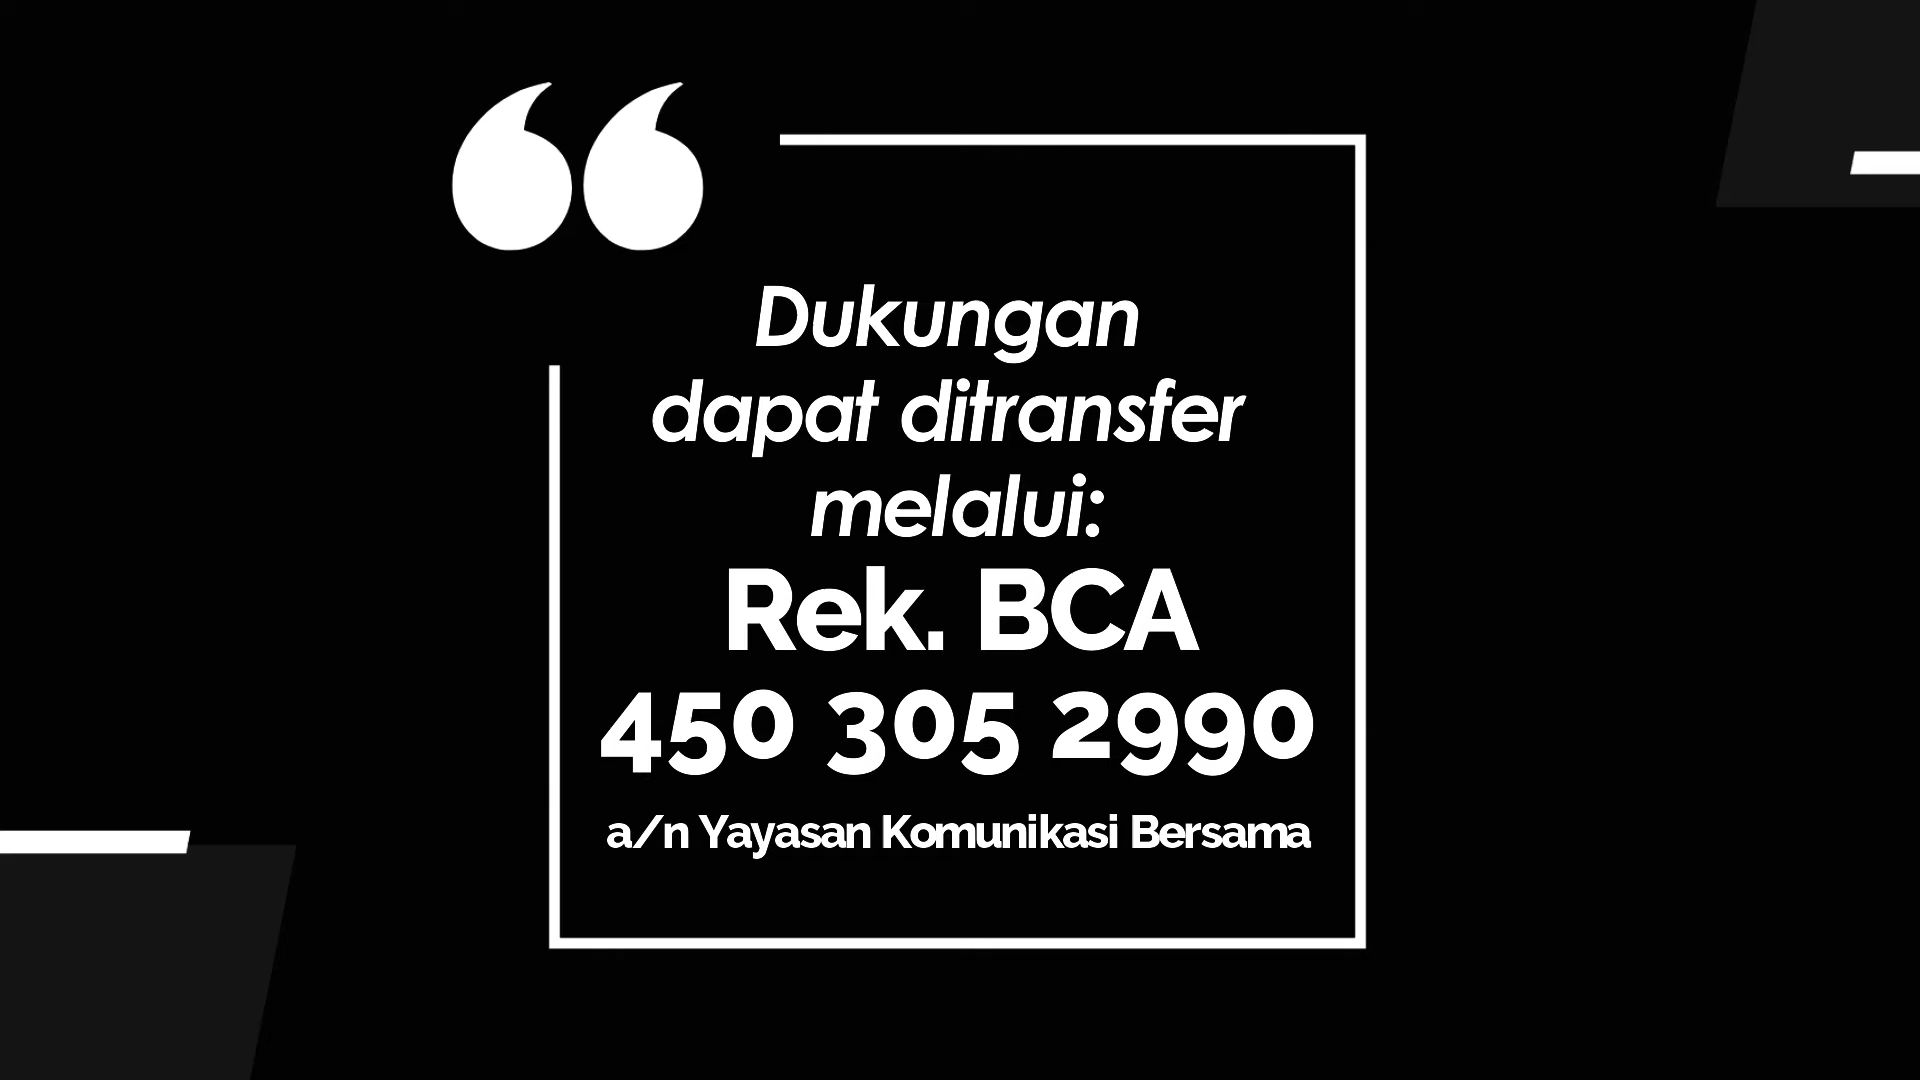 Dukungan
dapat ditransfer
melalui:
Rek. BCA
450 305 2990
a/n Yayasan Komunikasi Bersama